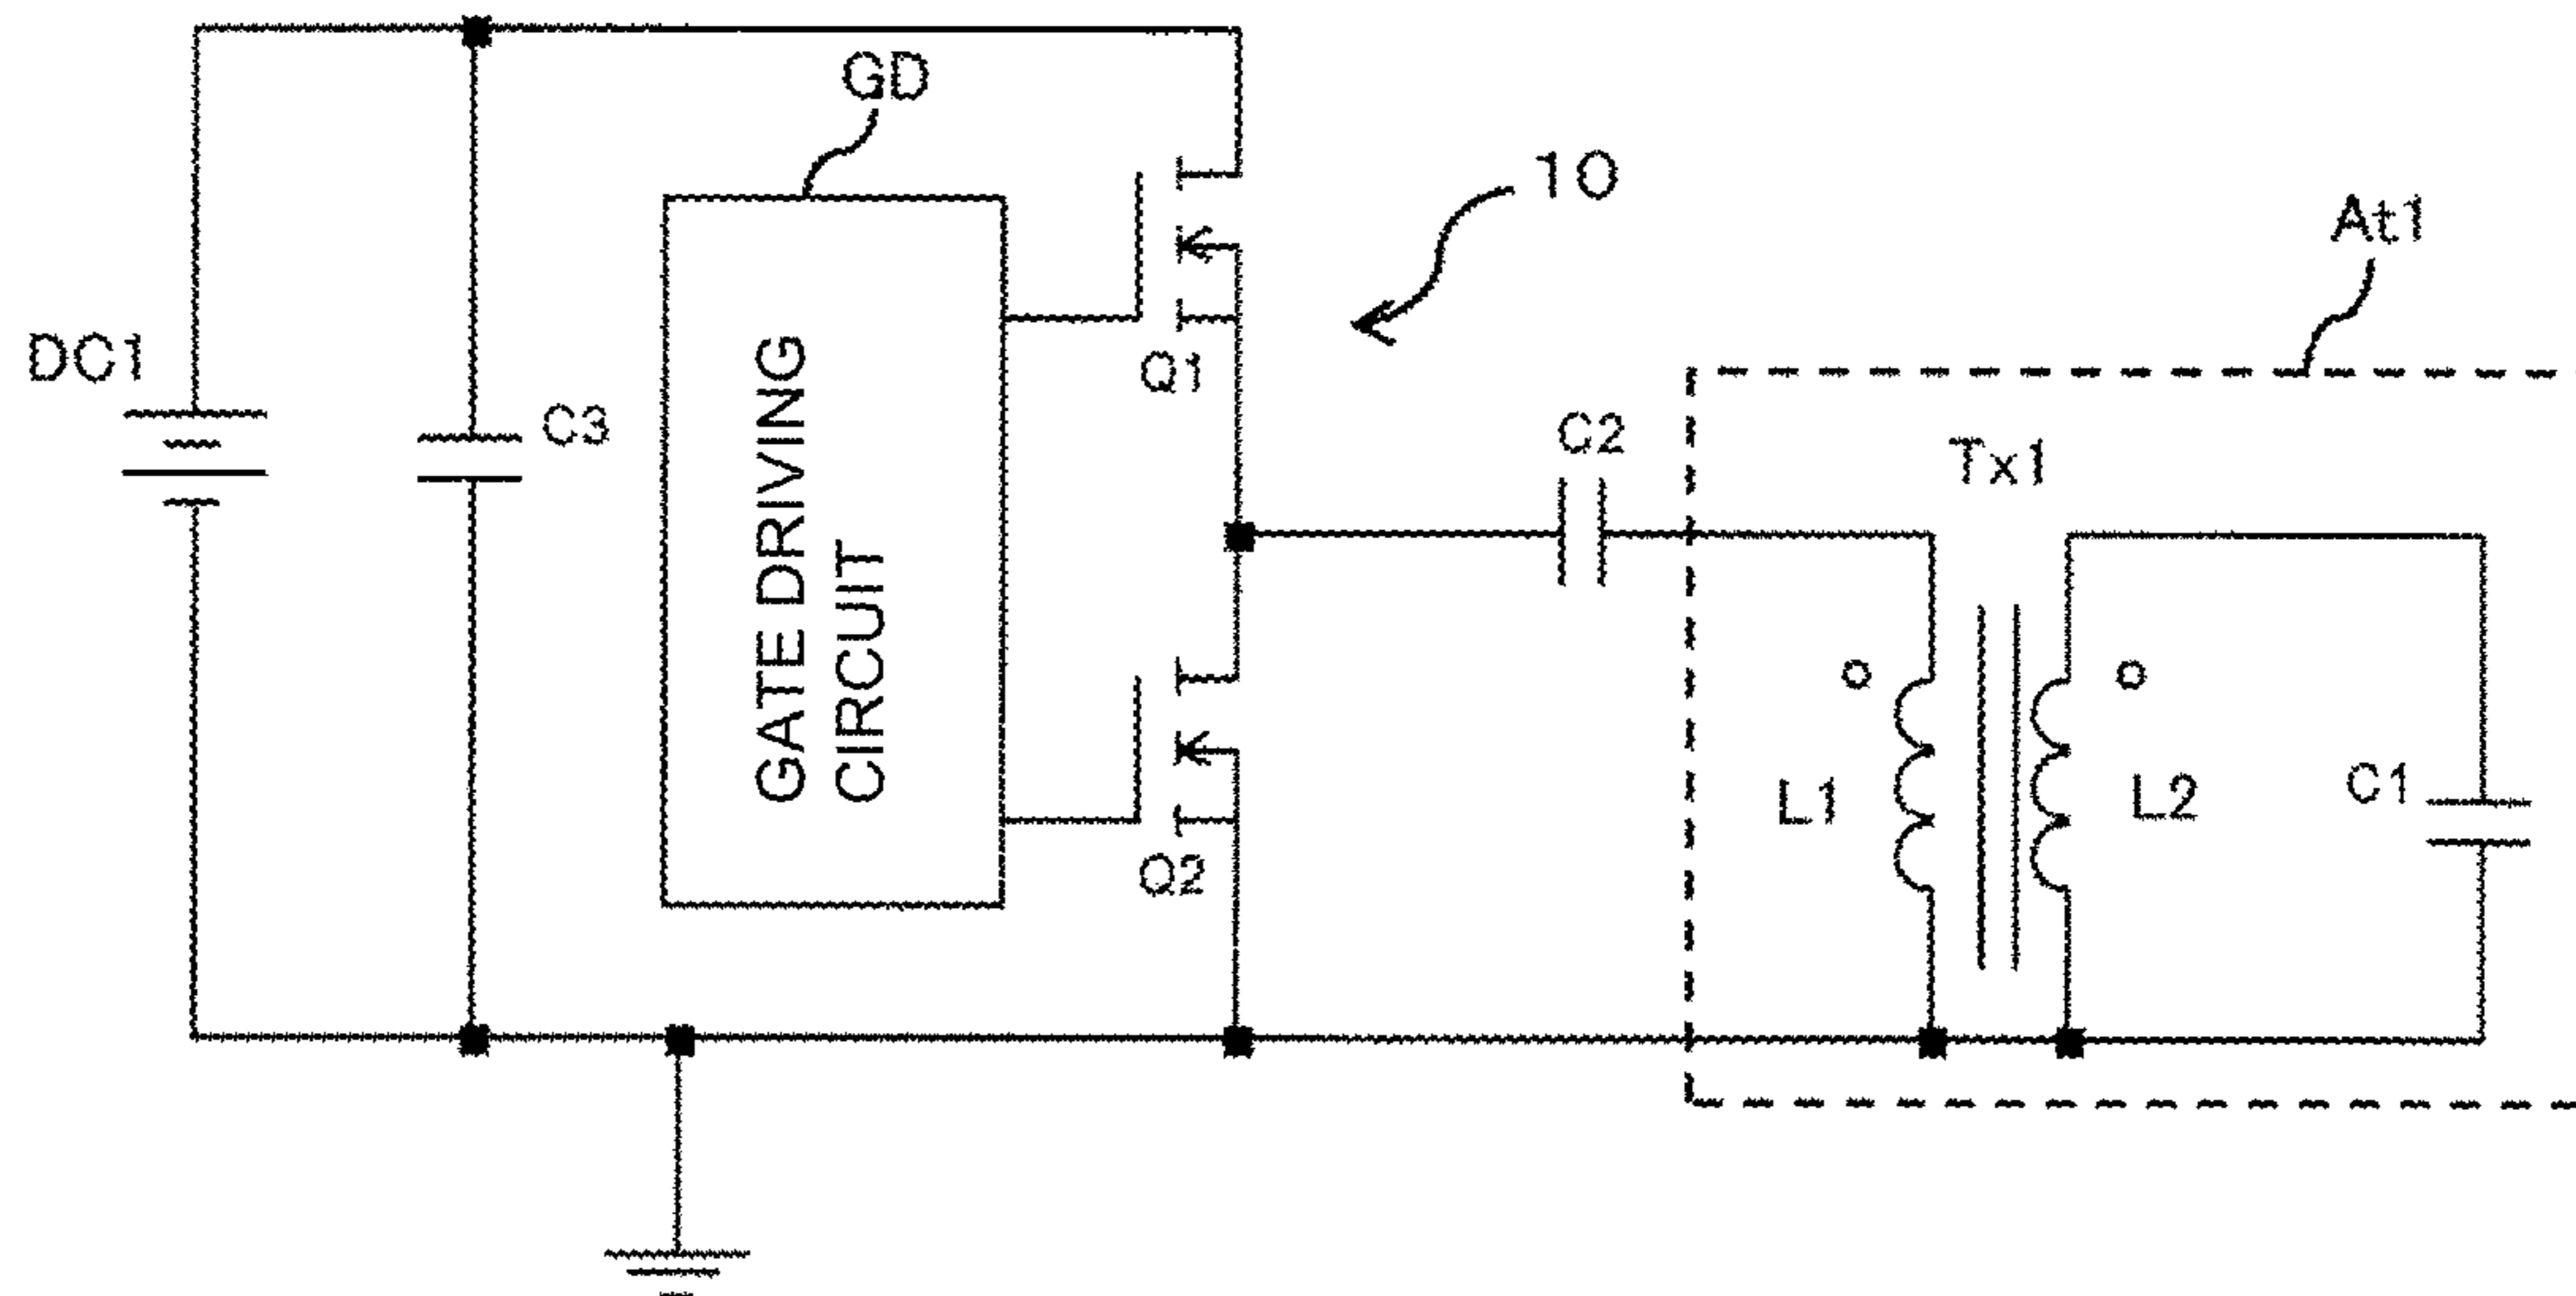 GD
10
At1
DC1
C3
GATE DRIVING
CIRCUIT
Q1
C2
Tx1
L1
L2
C1
Q2